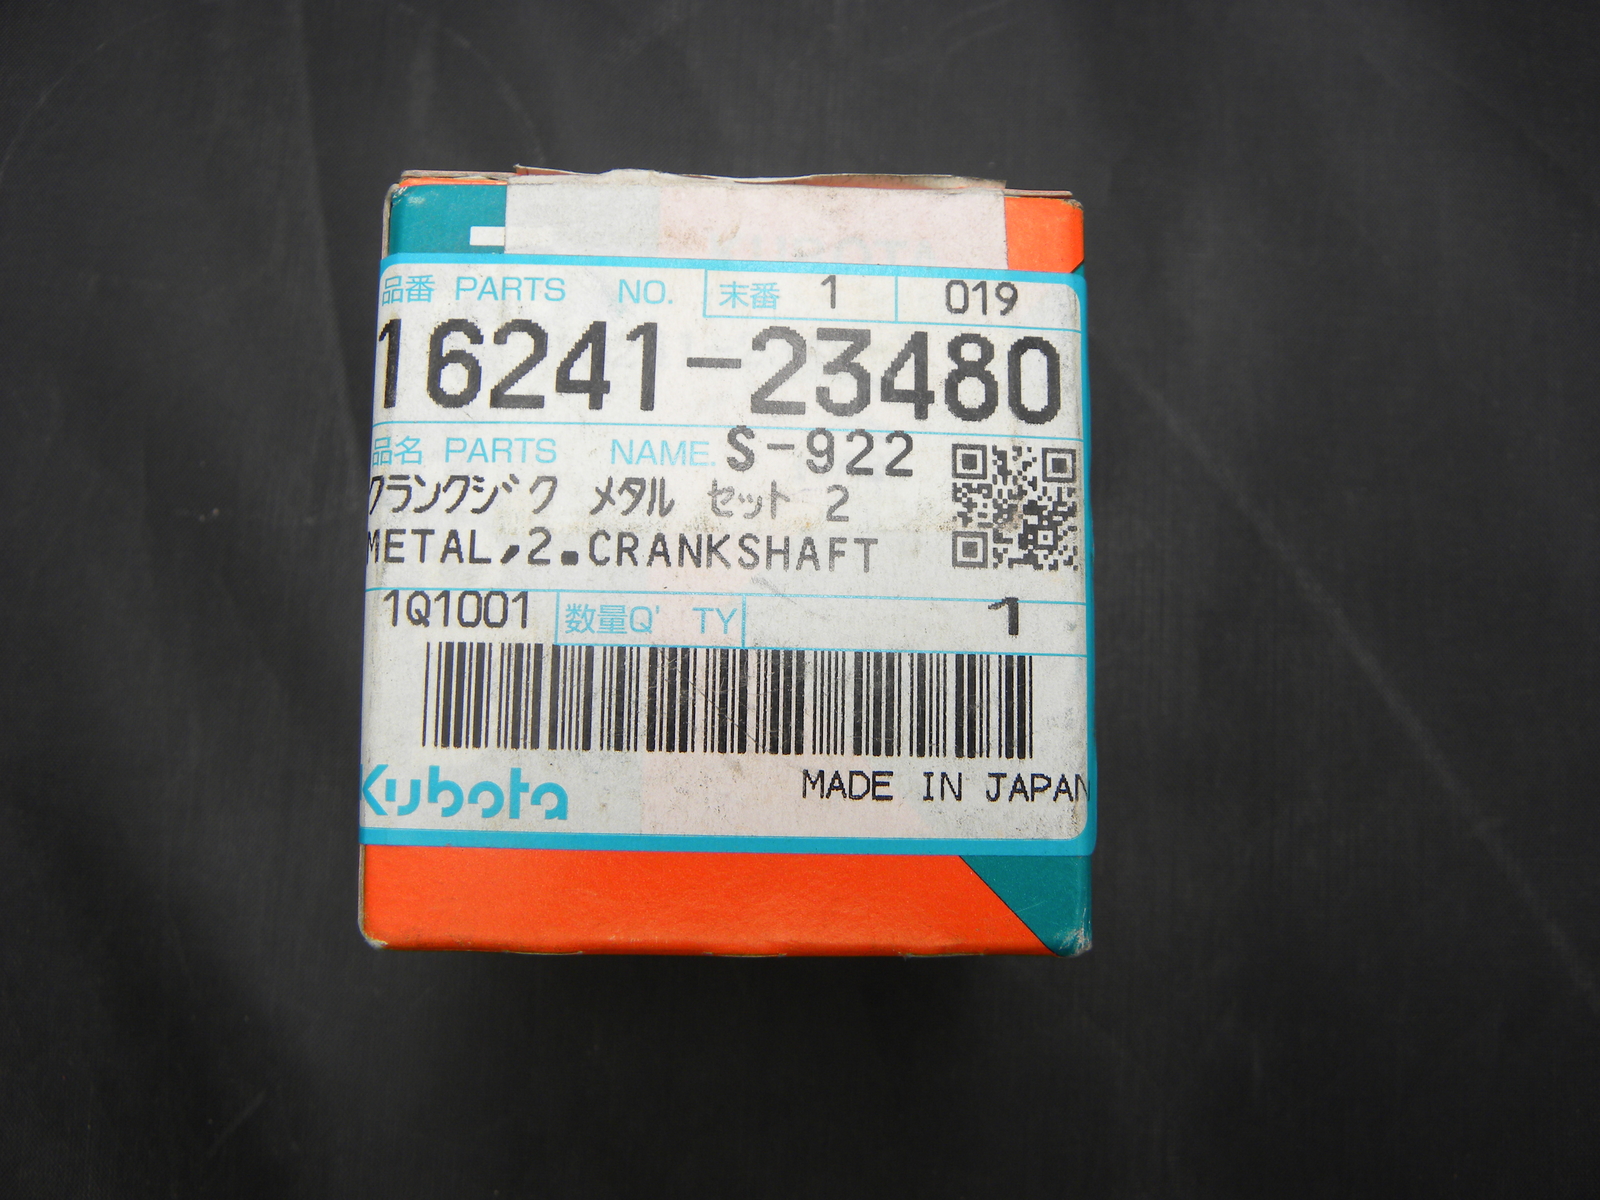 品番 PARTS NO. 末番 1 019
16241-23480
品名 PARTS NAME. S-922
クランクジク メタル セット 2
METAL,2.CRANKSHAFT
1Q1001 数量Q' TY 1
Kubota MADE IN JAPAN